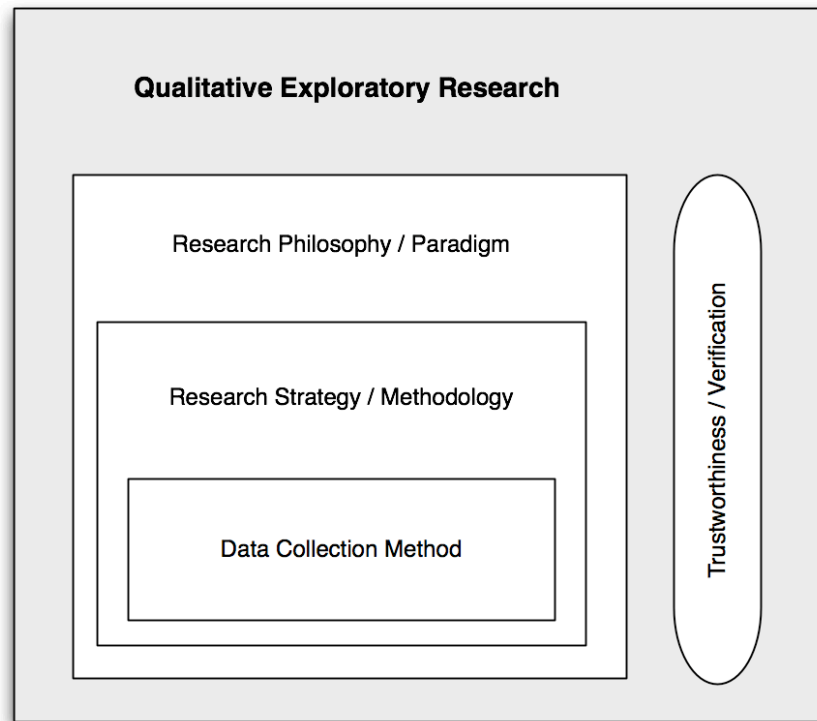 Qualitative Exploratory Research
Research Philosophy / Paradigm
Research Strategy / Methodology
Data Collection Method
Trustworthiness / Verification